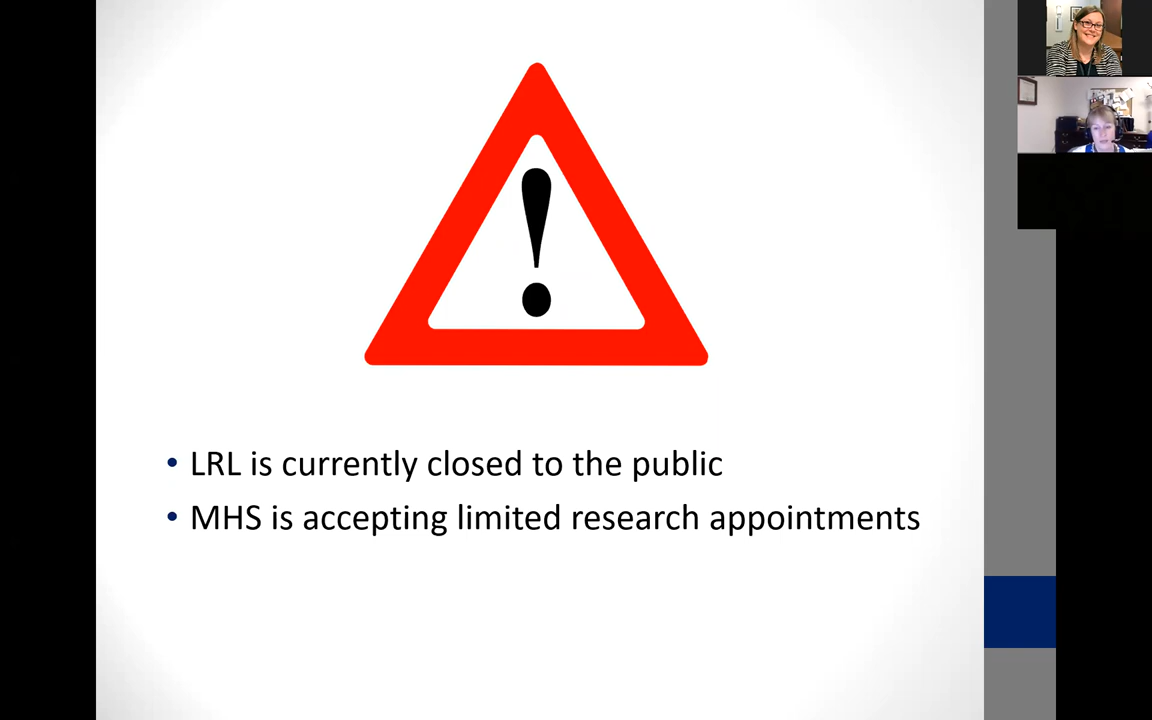 • LRL is currently closed to the public
• MHS is accepting limited research appointments